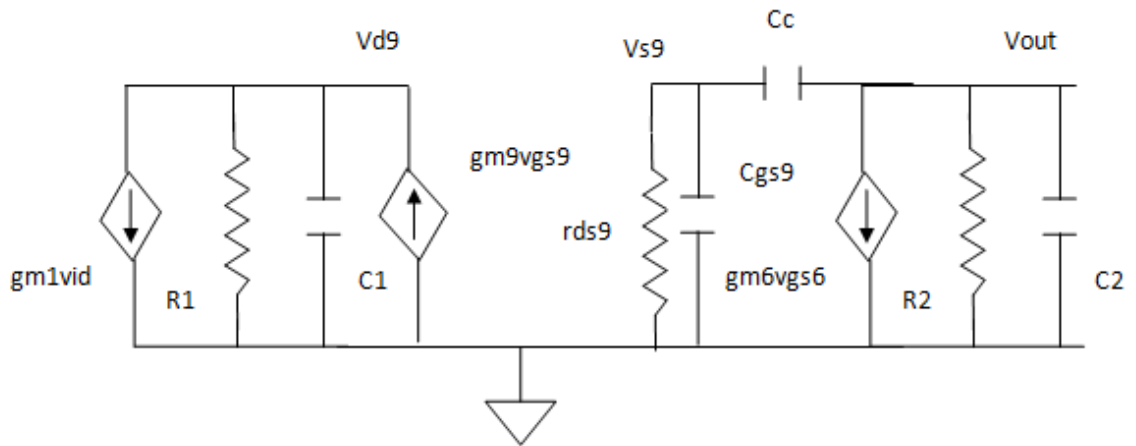 Cc
Vd9
Vs9
Vout
gm9vgs9
Cgs9
rds9
gm1vid
R1
C1
gm6vgs6
R2
C2